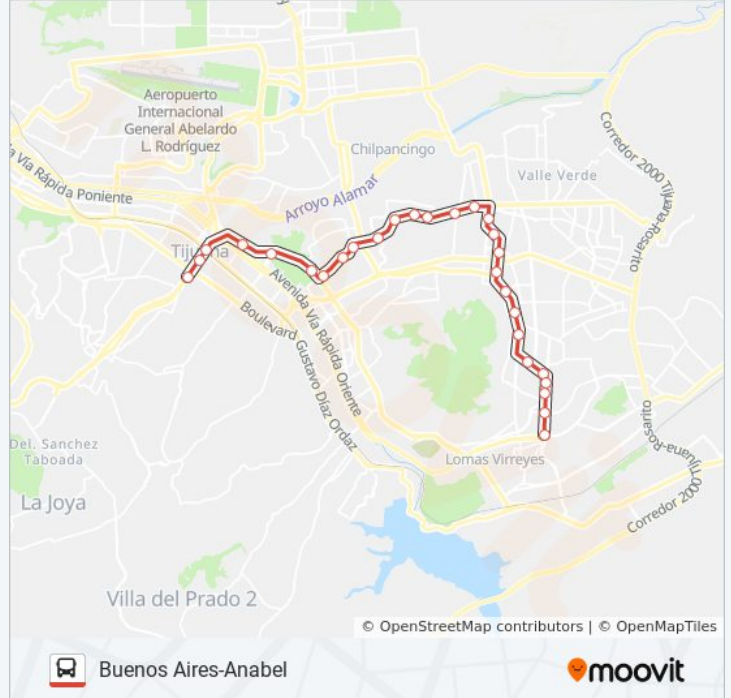 Aeropuerto
Internacional
General Abelardo
L. Rodríguez
Chilpancingo
Valle Verde
Corredor 2000 Tijuana-Rosarito
Vía Rápida Poniente
Arroyo Alamar
Tijuana
Avenida Vía Rápida Oriente
Boulevard Gustavo Díaz Ordaz
Del. Sanchez
Taboada
Lomas Virreyes
Corredor 2000 Tijuana-Rosarito
La Joya
Villa del Prado 2
© OpenStreetMap contributors | © OpenMapTiles
Buenos Aires-Anabel
moovit